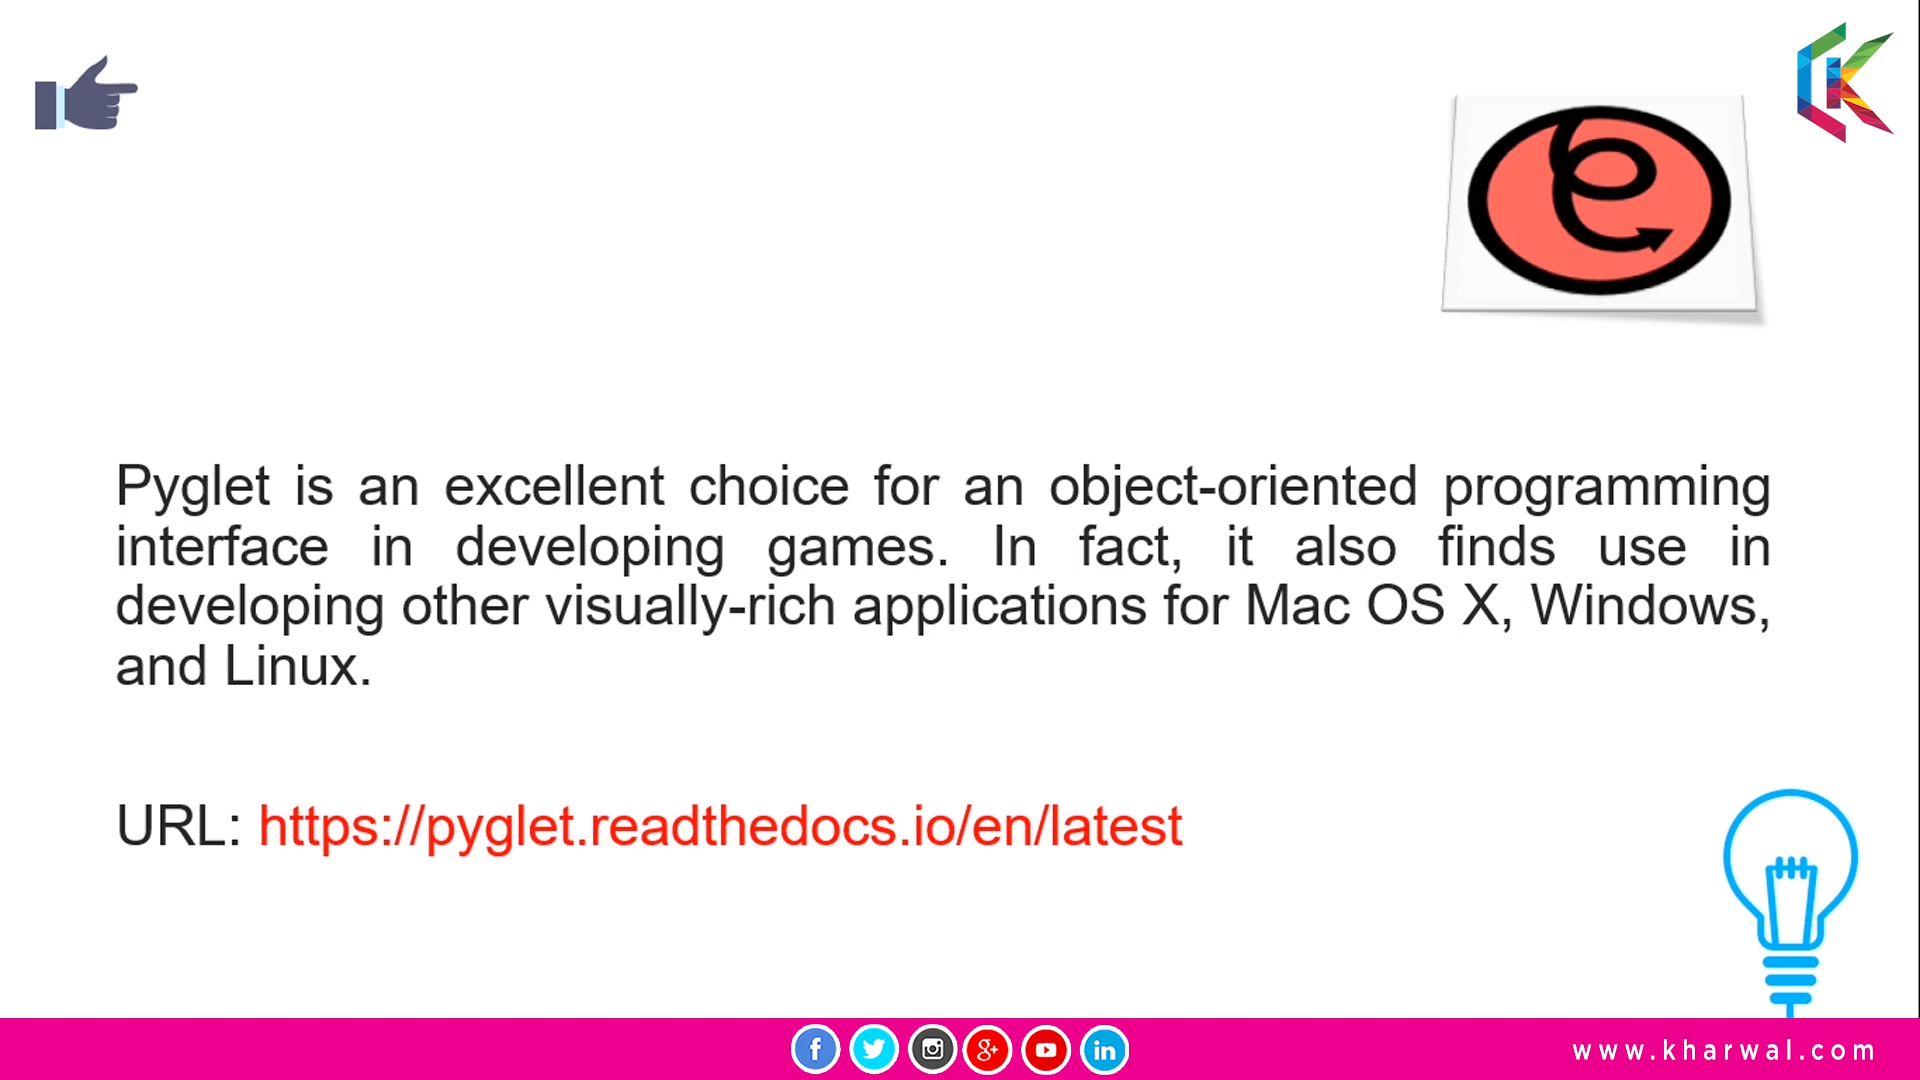 Pyglet is an excellent choice for an object-oriented programming
interface in developing games. In fact, it also finds use in
developing other visually-rich applications for Mac OS X, Windows,
and Linux.
URL: https://pyglet.readthedocs.io/en/latest
www.kharwal.com